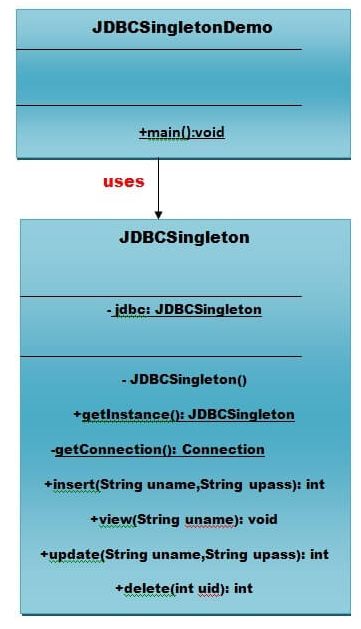 JDBCSingletonDemo
+main():void
uses
JDBCSingleton
- jdbc: JDBCSingleton
- JDBCSingleton()
+getInstance(): JDBCSingleton
-getConnection(): Connection
+insert(String uname,String upass): int
+view(String uname): void
+update(String uname,String upass): int
+delete(int uid): int